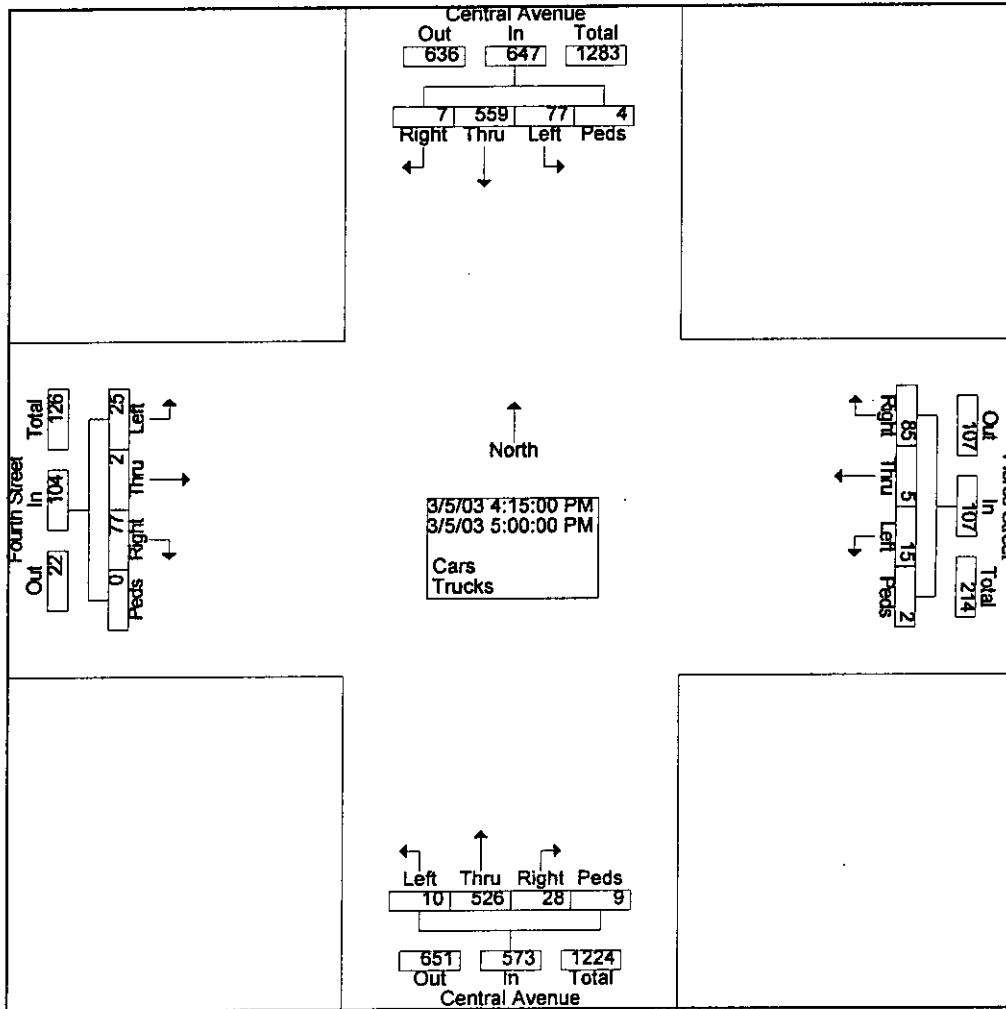 Central Avenue
Out In Total
636 647 1283
7 559 77 4
Right Thru Left Peds
Fourth Street
Total In Out
126 104 22
25 2 77 0
Left Thru Right Peds
North
3/5/03 4:15:00 PM
3/5/03 5:00:00 PM
Cars
Trucks
Right Thru Left Peds
85 5 15 2
Out In Total
107 107 214
Left Thru Right Peds
10 526 28 9
651 573 1224
Out In Total
Central Avenue